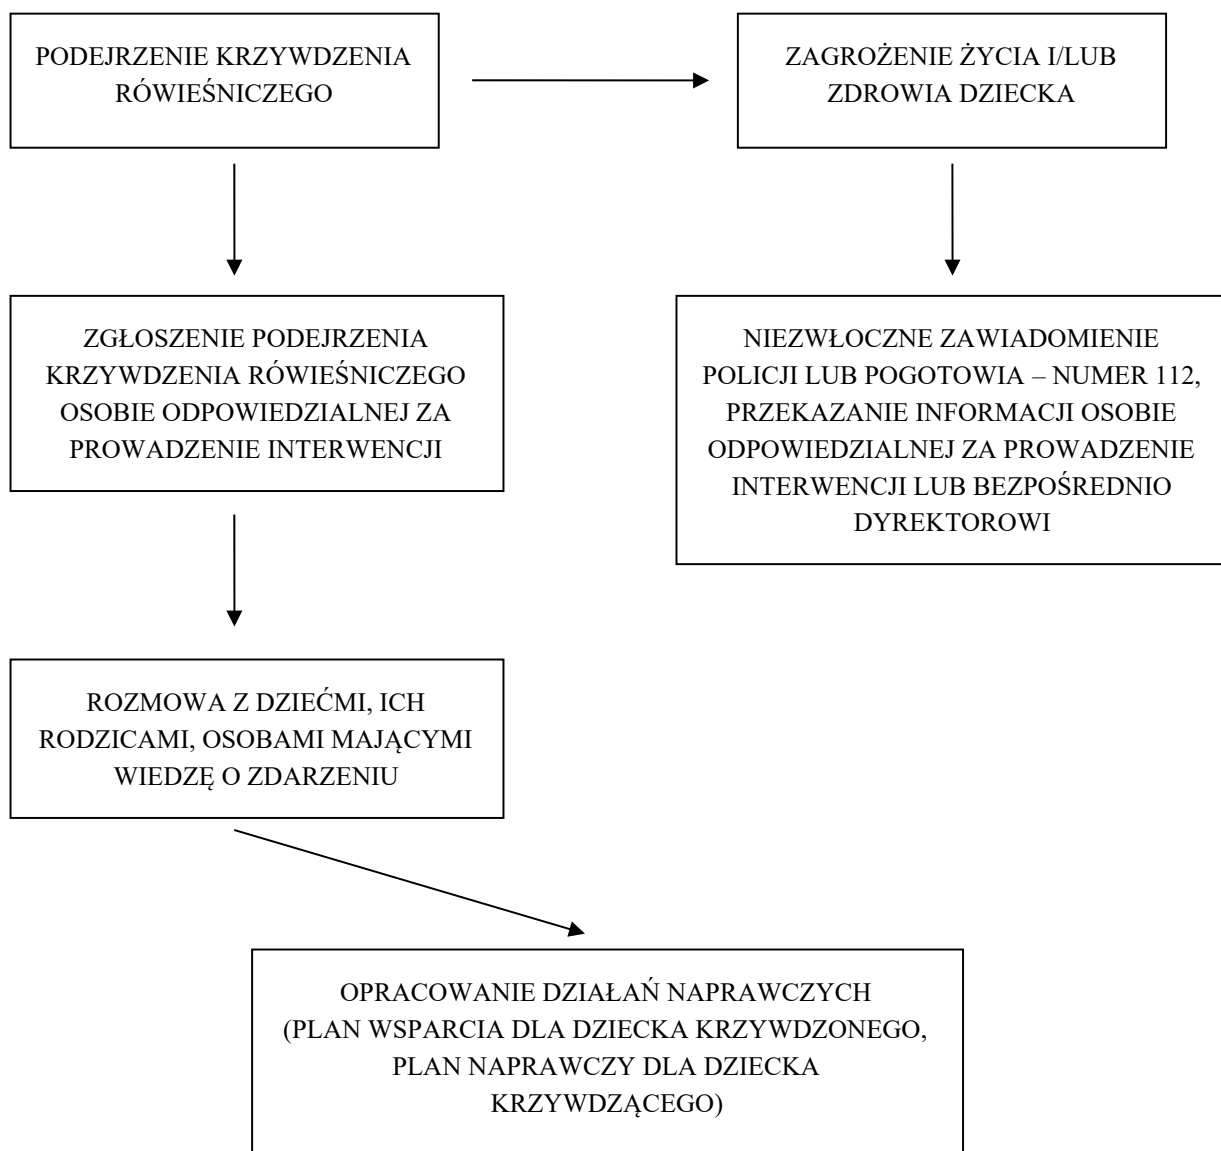 PODEJRZENIE KRZYWDZENIA
RÓWIEŚNICZEGO
ZAGROŻENIE ŻYCIA I/LUB
ZDROWIA DZIECKA
ZGŁOSZENIE PODEJRZENIA
KRZYWDZENIA RÓWIEŚNICZEGO
OSOBIE ODPOWIEDZIALNEJ ZA
PROWADZENIE INTERWENCJI
NIEZWŁOCZNE ZAWIADOMIENIE
POLICJI LUB POGOTOWIA – NUMER 112,
PRZEKAZANIE INFORMACJI OSOBIE
ODPOWIEDZIALNEJ ZA PROWADZENIE
INTERWENCJI LUB BEZPOŚREDNIO
DYREKTOROWI
ROZMOWA Z DZIEĆMI, ICH
RODZICAMI, OSOBAMI MAJĄCYMI
WIEDZĘ O ZDARZENIU
OPRACOWANIE DZIAŁAŃ NAPRAWCZYCH
(PLAN WSPARCIA DLA DZIECKA KRZYWDZONEGO,
PLAN NAPRAWCZY DLA DZIECKA
KRZYWDZĄCEGO)